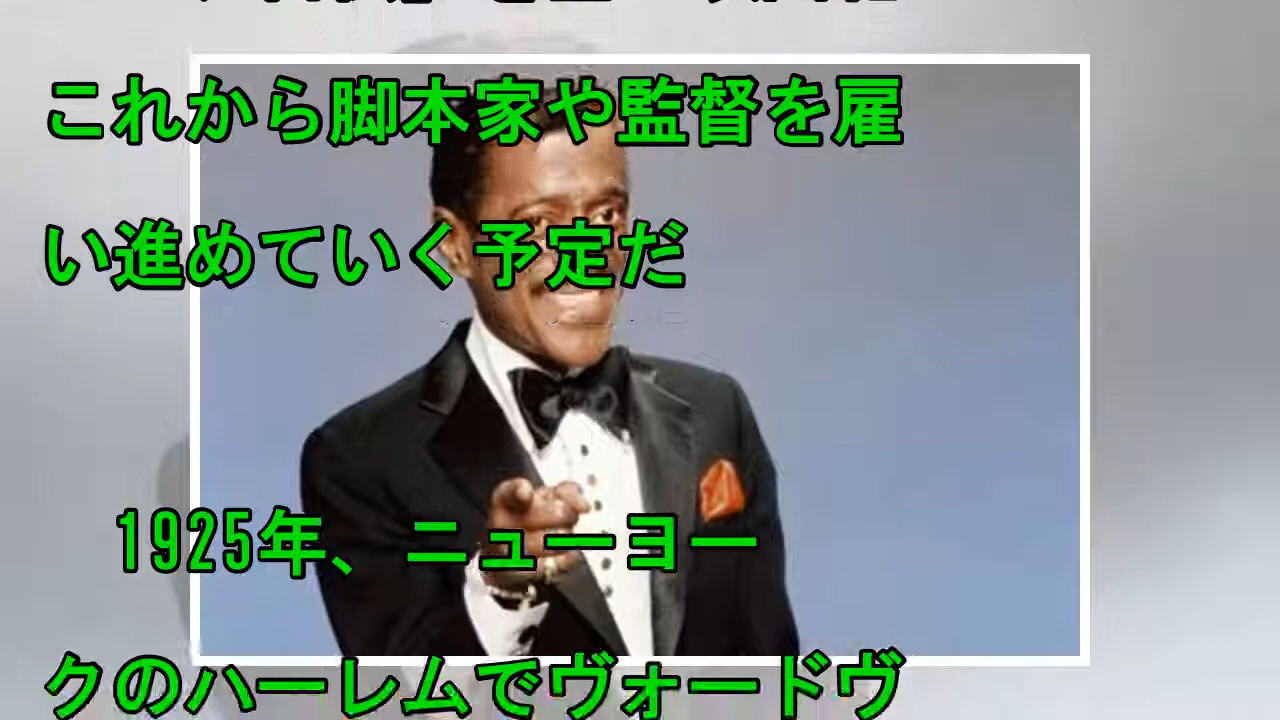 これから脚本家や監督を雇
い進めていく予定だ
1925年、ニューヨー
クのハーレムでヴォードヴ